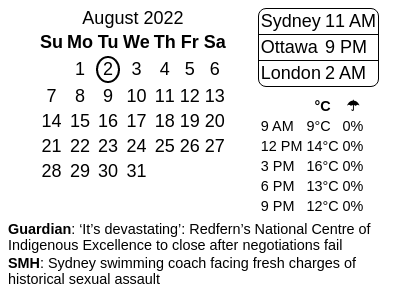 August 2022
Su Mo Tu We Th Fr Sa
1 2 3 4 5 6
7 8 9 10 11 12 13
14 15 16 17 18 19 20
21 22 23 24 25 26 27
28 29 30 31
Sydney 11 AM
Ottawa 9 PM
London 2 AM
°C ☂
9 AM 9°C 0%
12 PM 14°C 0%
3 PM 16°C 0%
6 PM 13°C 0%
9 PM 12°C 0%
Guardian: ‘It’s devastating’: Redfern’s National Centre of
Indigenous Excellence to close after negotiations fail
SMH: Sydney swimming coach facing fresh charges of
historical sexual assault